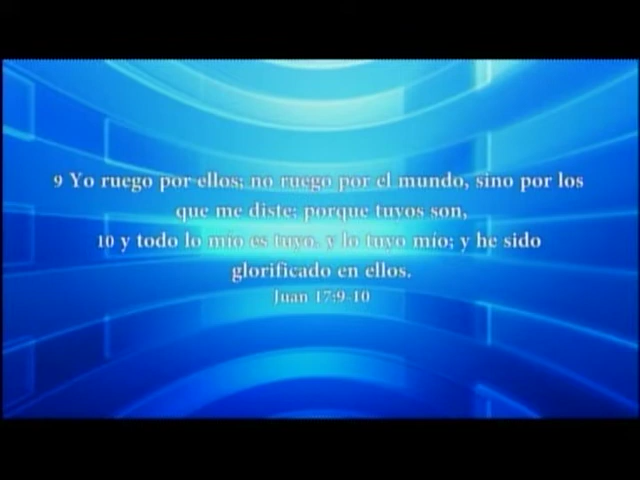 9 Yo ruego por ellos; no ruego por el mundo, sino por los
que me diste; porque tuyos son,
10 y todo lo mío es tuyo, y lo tuyo mío; y he sido
glorificado en ellos.
Juan 17:9-10